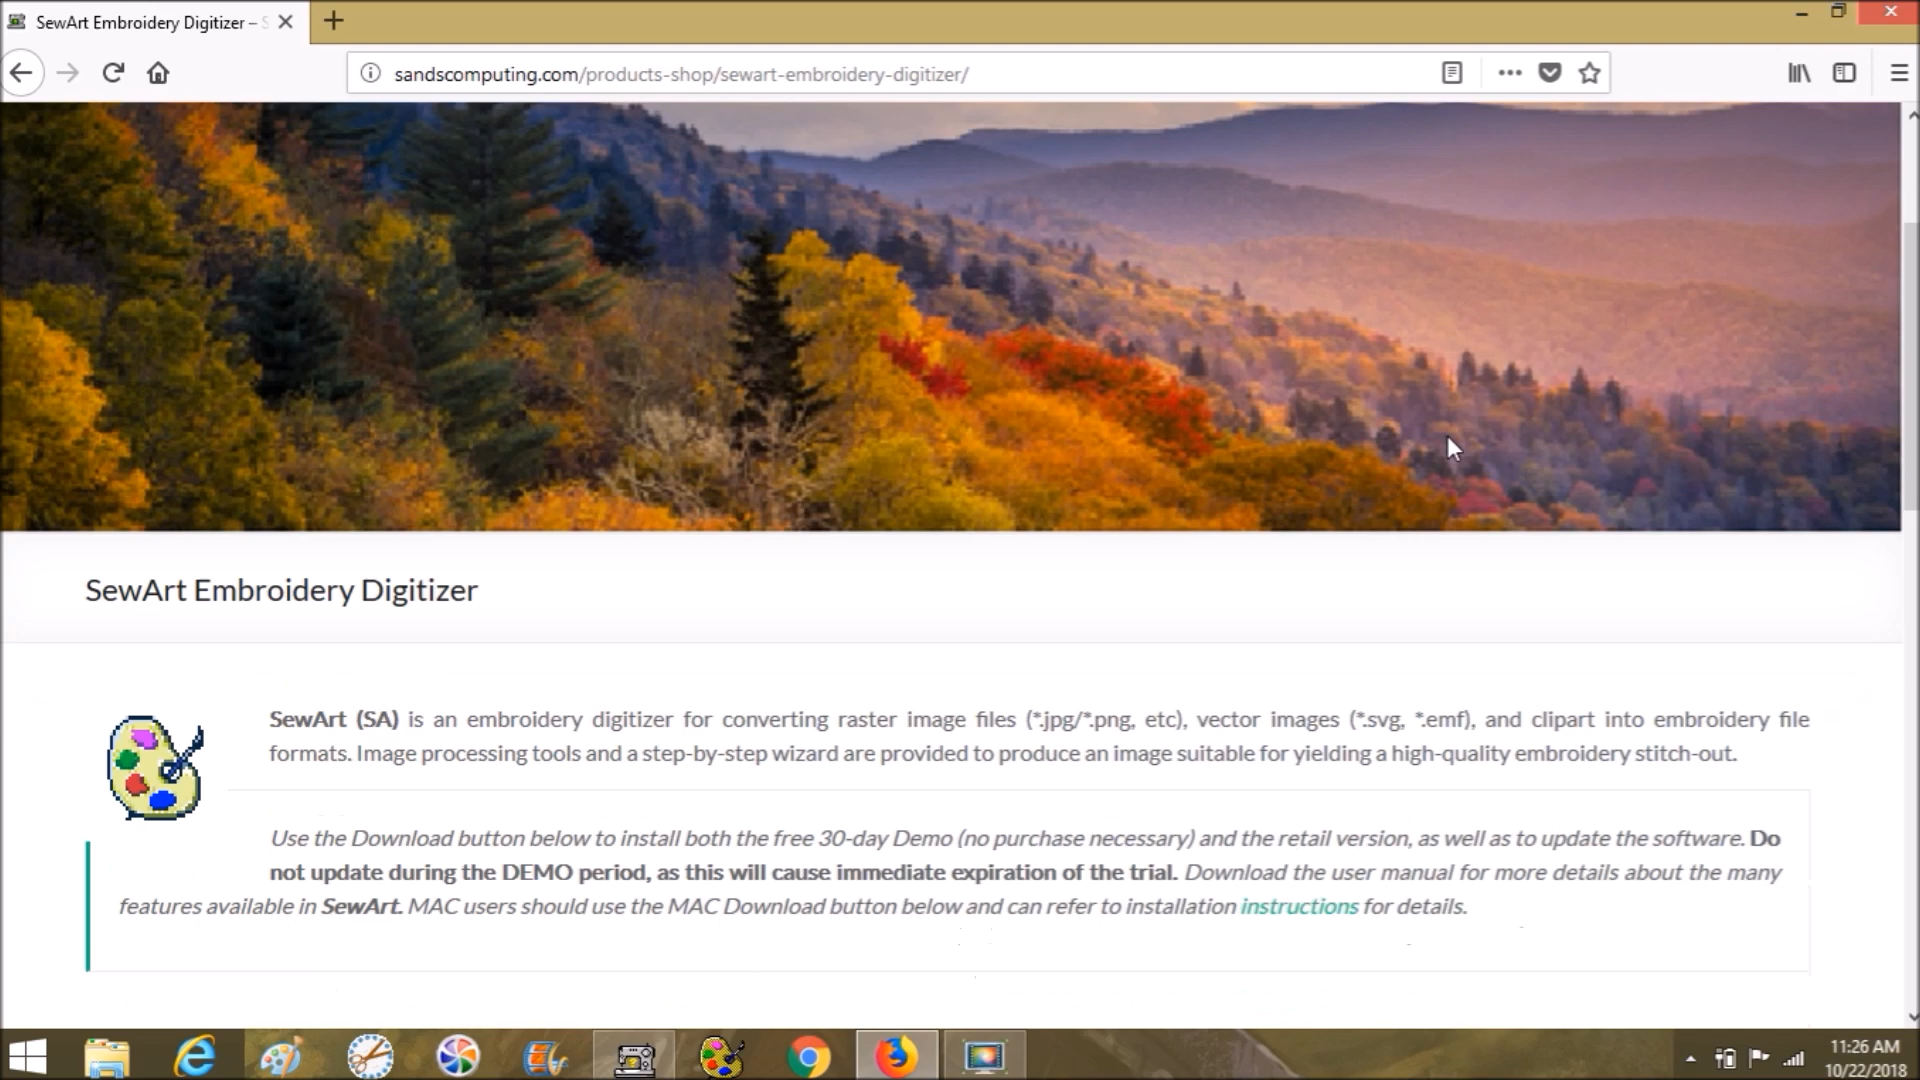 SewArt Embroidery Digitizer –
sandscomputing.com/products-shop/sewart-embroidery-digitizer/
SewArt Embroidery Digitizer
SewArt (SA) is an embroidery digitizer for converting raster image files (*.jpg/*.png, etc), vector images (*.svg, *.emf), and clipart into embroidery file
formats. Image processing tools and a step-by-step wizard are provided to produce an image suitable for yielding a high-quality embroidery stitch-out.
Use the Download button below to install both the free 30-day Demo (no purchase necessary) and the retail version, as well as to update the software. Do
not update during the DEMO period, as this will cause immediate expiration of the trial. Download the user manual for more details about the many
features available in SewArt. MAC users should use the MAC Download button below and can refer to installation instructions for details.
11:26 AM
10/22/2018